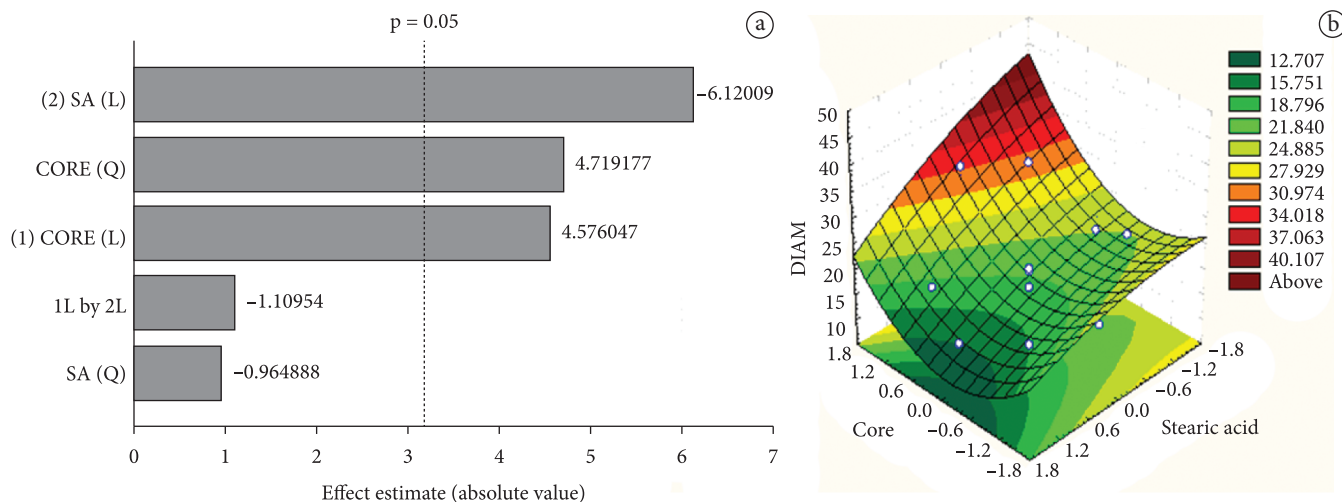 p = 0.05
a
(2) SA (L)
−6.12009
CORE (Q)
4.719177
(1) CORE (L)
4.576047
1L by 2L
−1.10954
SA (Q)
−0.964888
0 1 2 3 4 5 6 7
Effect estimate (absolute value)
b
12.707
15.751
18.796
21.840
24.885
27.929
30.974
34.018
37.063
40.107
Above
DIAM
50
45
40
35
30
25
20
15
10
1.8
1.2
0.6
0.0
−0.6
−1.2
−1.8
Core
1.8
1.2
0.6
0.0
−0.6
−1.2
−1.8
Stearic acid